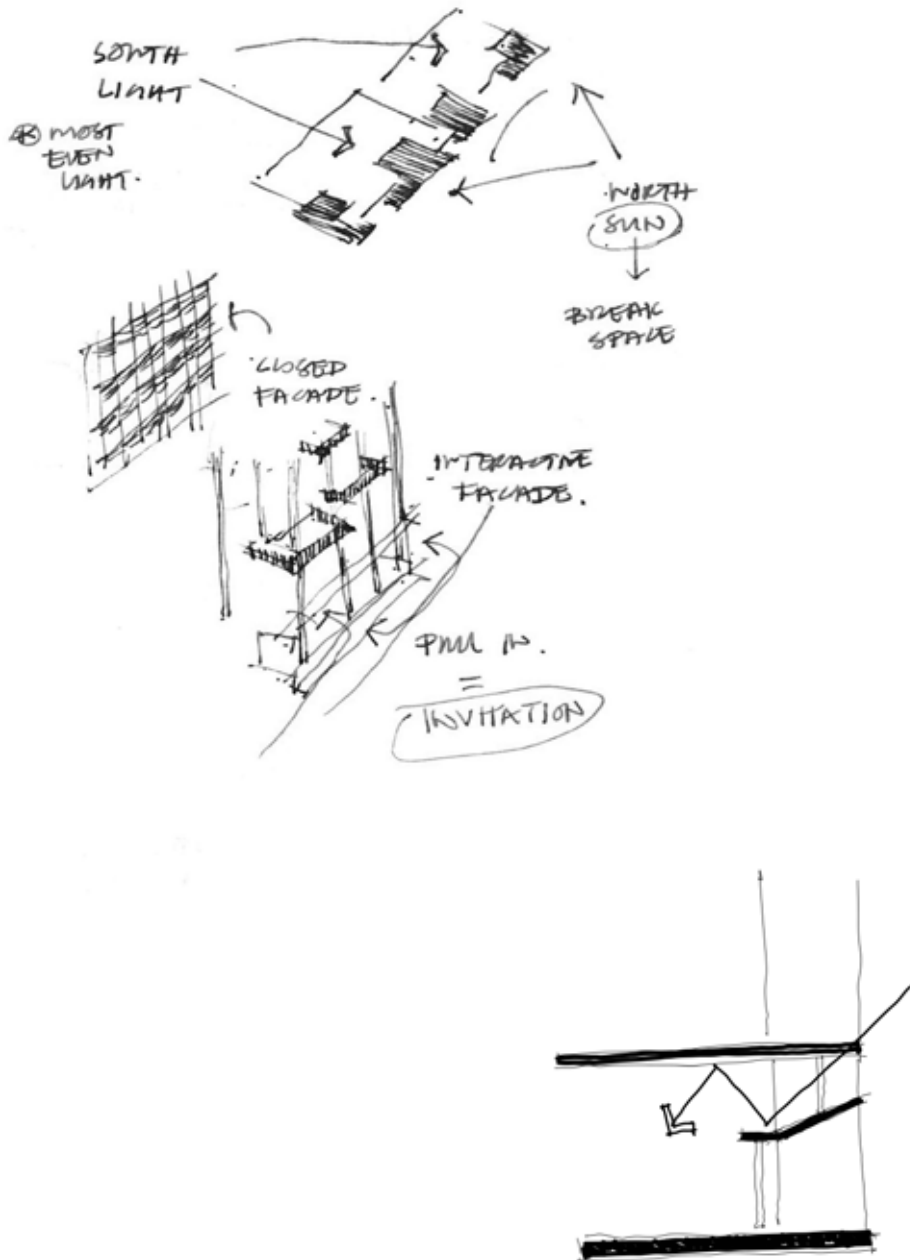 SOUTH
LIGHT
* MOST
EVEN
LIGHT.
NORTH
SUN
BREAK
SPACE
CLOSED
FACADE.
INTERACTIVE
FACADE.
PULL IN.
=
INVITATION